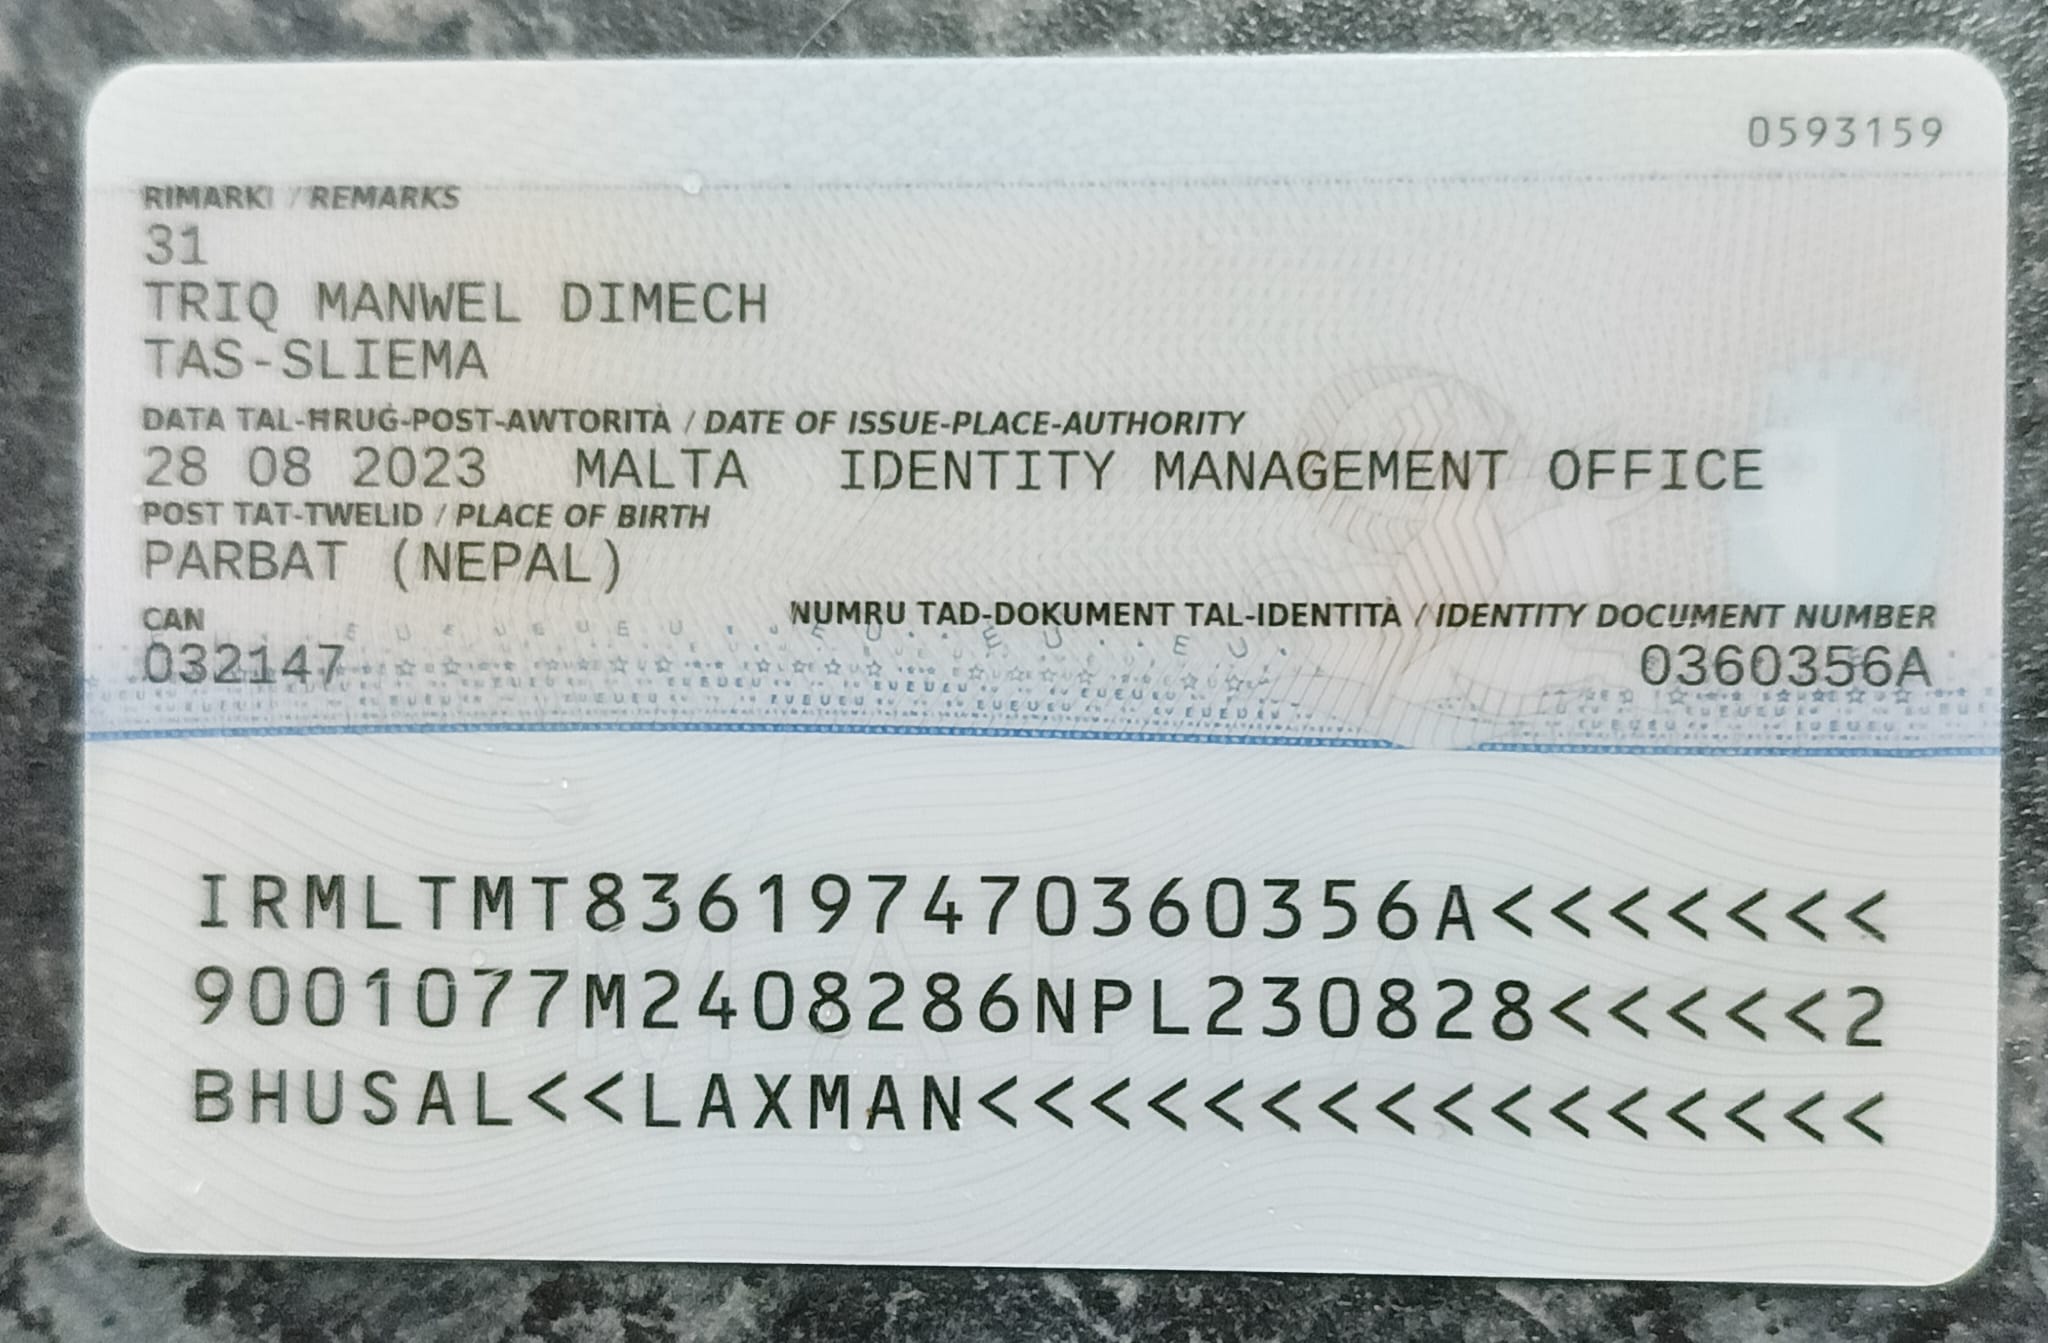 0593159
RIMARKI / REMARKS
31
TRIQ MANWEL DIMECH
TAS-SLIEMA
DATA TAL-ĦRUĠ-POST-AWTORITÀ / DATE OF ISSUE-PLACE-AUTHORITY
28 08 2023 MALTA IDENTITY MANAGEMENT OFFICE
POST TAT-TWELID / PLACE OF BIRTH
PARBAT (NEPAL)
CAN NUMRU TAD-DOKUMENT TAL-IDENTITÀ / IDENTITY DOCUMENT NUMBER
032147 0360356A
IRMLTMT836197470360356A<<<<<<<
9001077M2408286NPL230828<<<<<2
BHUSAL<<LAXMAN<<<<<<<<<<<<<<<<